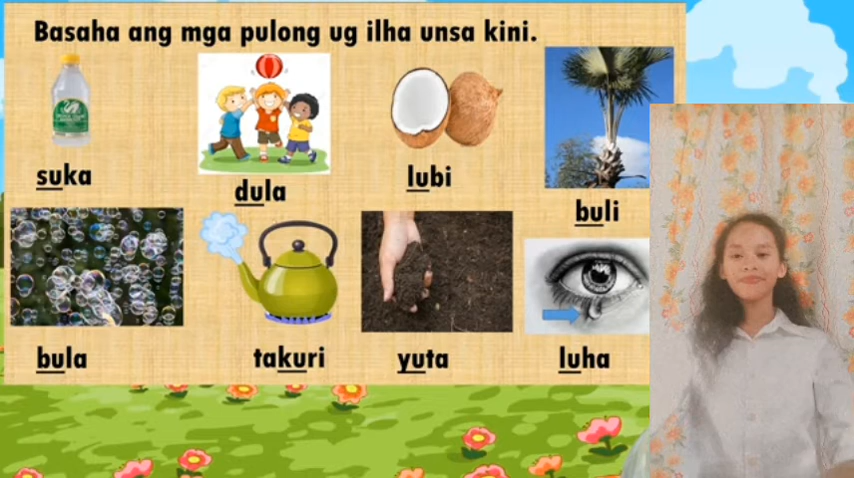 Basaha ang mga pulong ug ilha unsa kini.
suka
dula
lubi
buli
bula
takuri
yuta
luha